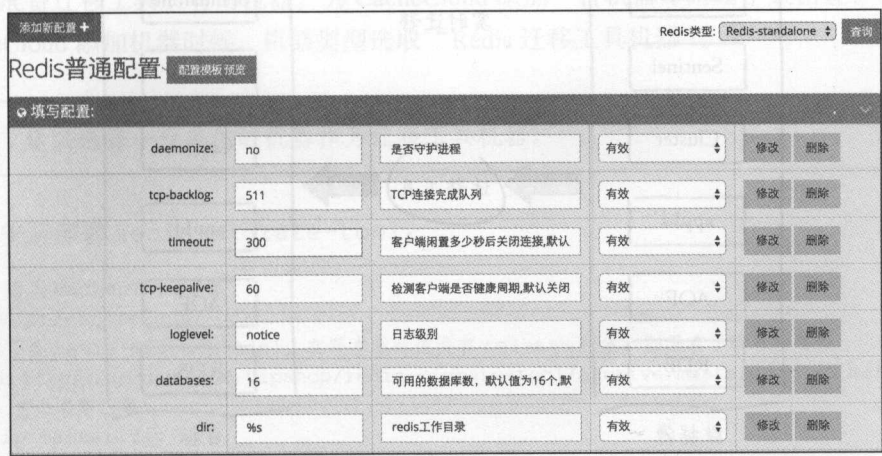 添加新配置 +
Redis类型: Redis-standalone 查询
Redis普通配置 配置模板预览
填写配置:
daemonize: no 是否守护进程 有效 修改 删除
tcp-backlog: 511 TCP连接完成队列 有效 修改 删除
timeout: 300 客户端闲置多少秒后关闭连接,默认 有效 修改 删除
tcp-keepalive: 60 检测客户端是否健康周期,默认关闭 有效 修改 删除
loglevel: notice 日志级别 有效 修改 删除
databases: 16 可用的数据库数，默认值为16个,默 有效 修改 删除
dir: %s redis工作目录 有效 修改 删除